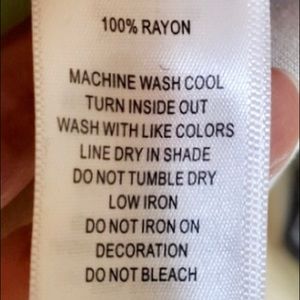 100% RAYON
MACHINE WASH COOL
TURN INSIDE OUT
WASH WITH LIKE COLORS
LINE DRY IN SHADE
DO NOT TUMBLE DRY
LOW IRON
DO NOT IRON ON
DECORATION
DO NOT BLEACH